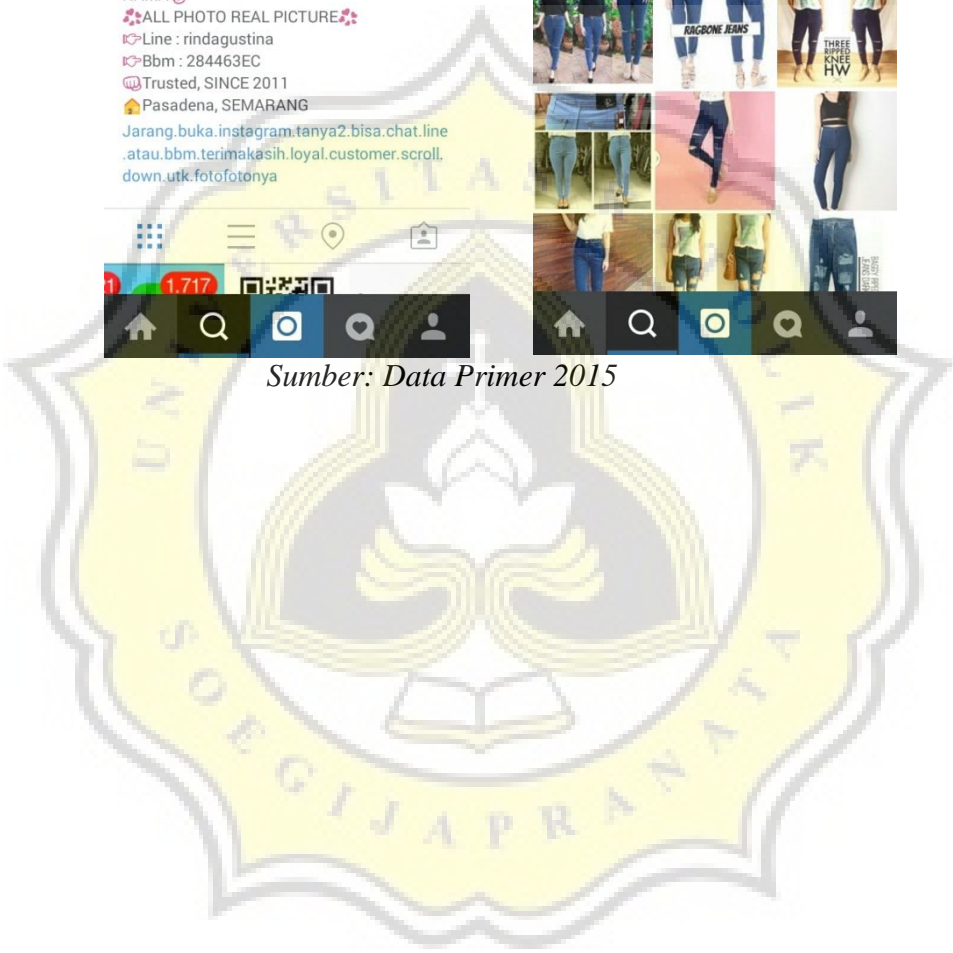 ALL PHOTO REAL PICTURE
Line : rindagustina
Bbm : 284463EC
Trusted, SINCE 2011
Pasadena, SEMARANG
Jarang.buka.instagram.tanya2.bisa.chat.line
.atau.bbm.terimakasih.loyal.customer.scroll.
down.utk.fotofotonya
1.717
RAGBONE JEANS
THREE
RIPPED
KNEE
HW
Sumber: Data Primer 2015
SOEGIJAPRANATA